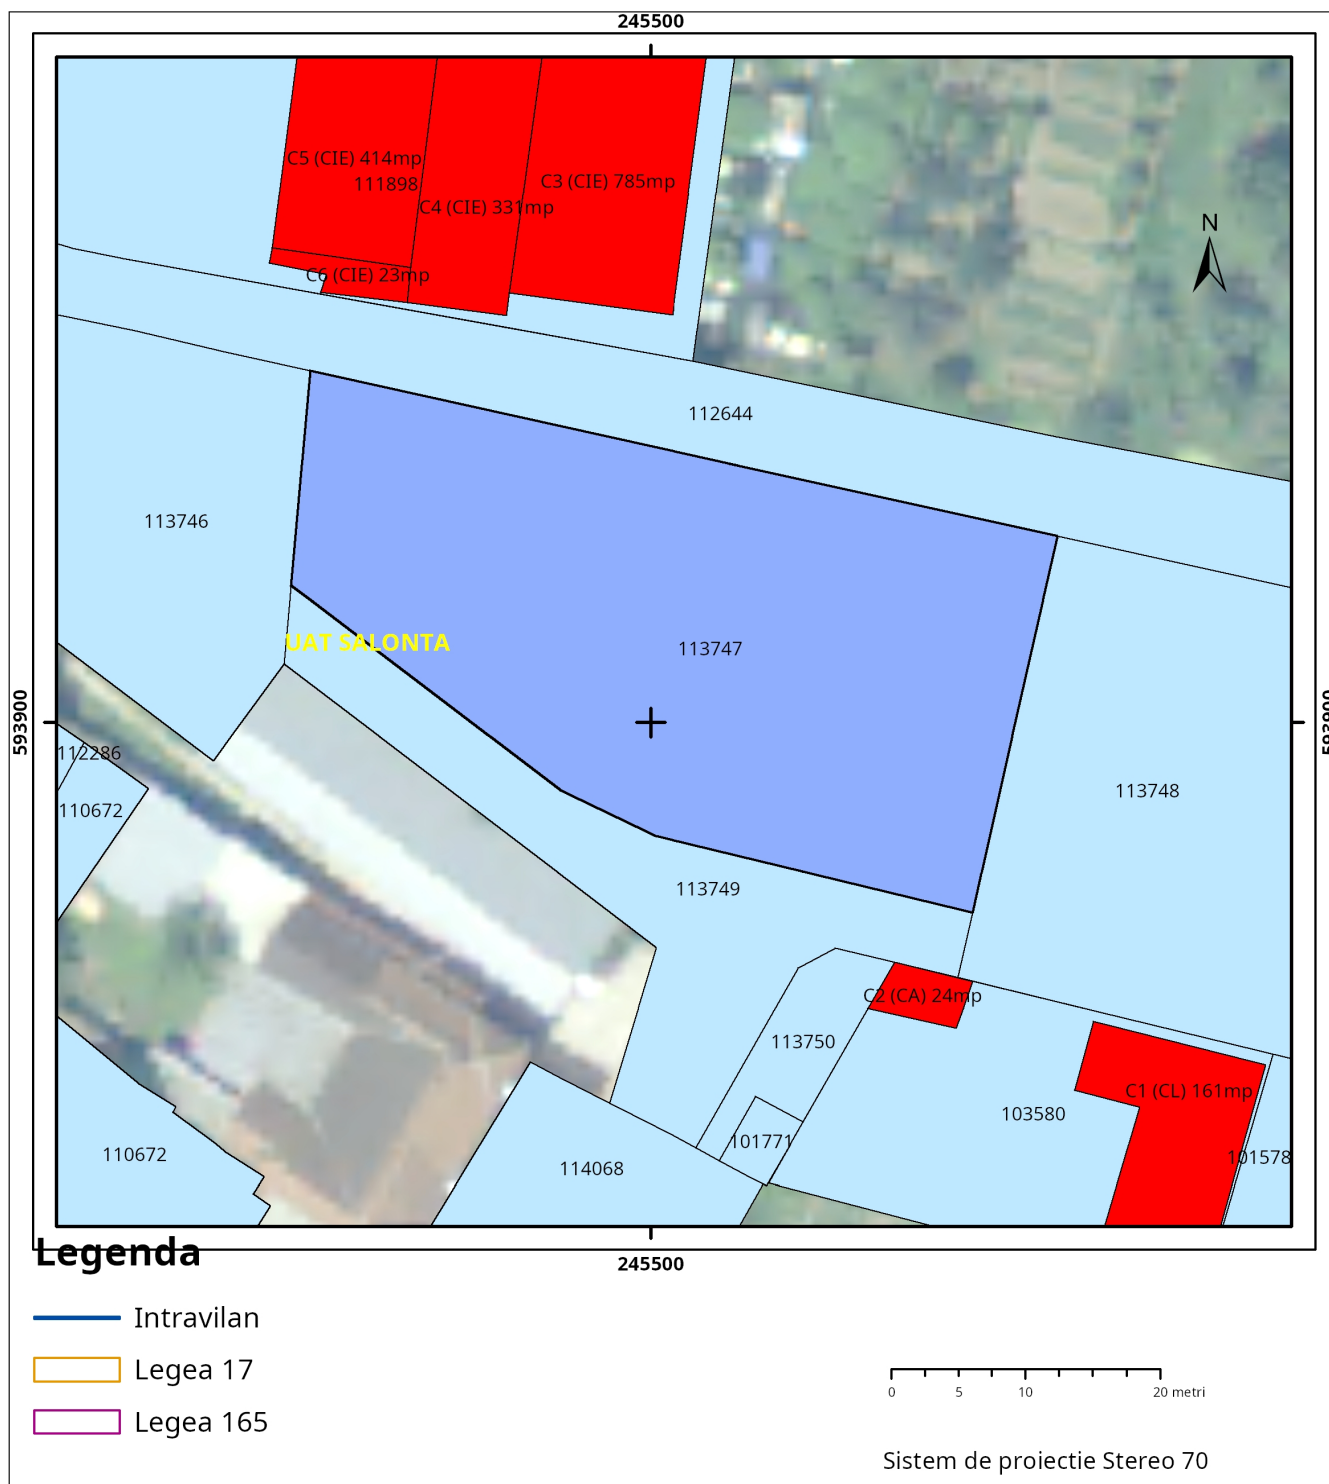 245500
C5 (CIE) 414mp
111898
C3 (CIE) 785mp
C4 (CIE) 331mp
N
C6 (CIE) 23mp
112644
113746
UAT SALONTA
113747
593900
593900
112286
110672
113748
113749
C2 (CA) 24mp
113750
C1 (CL) 161mp
103580
101771
110672
114068
101578
245500
Legenda
Intravilan
Legea 17
Legea 165
0 5 10 20 metri
Sistem de proiectie Stereo 70